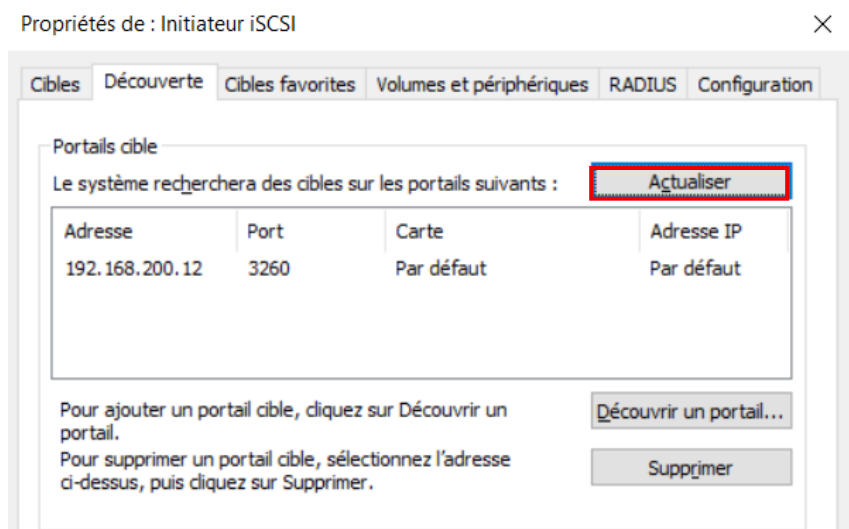 Propriétés de : Initiateur iSCSI
Cibles Découverte Cibles favorites Volumes et périphériques RADIUS Configuration
Portails cible
Le système recherchera des cibles sur les portails suivants :
Actualiser
Adresse Port Carte Adresse IP
192.168.200.12 3260 Par défaut Par défaut
Pour ajouter un portail cible, cliquez sur Découvrir un
portail.
Découvrir un portail...
Pour supprimer un portail cible, sélectionnez l'adresse
ci-dessus, puis cliquez sur Supprimer.
Supprimer